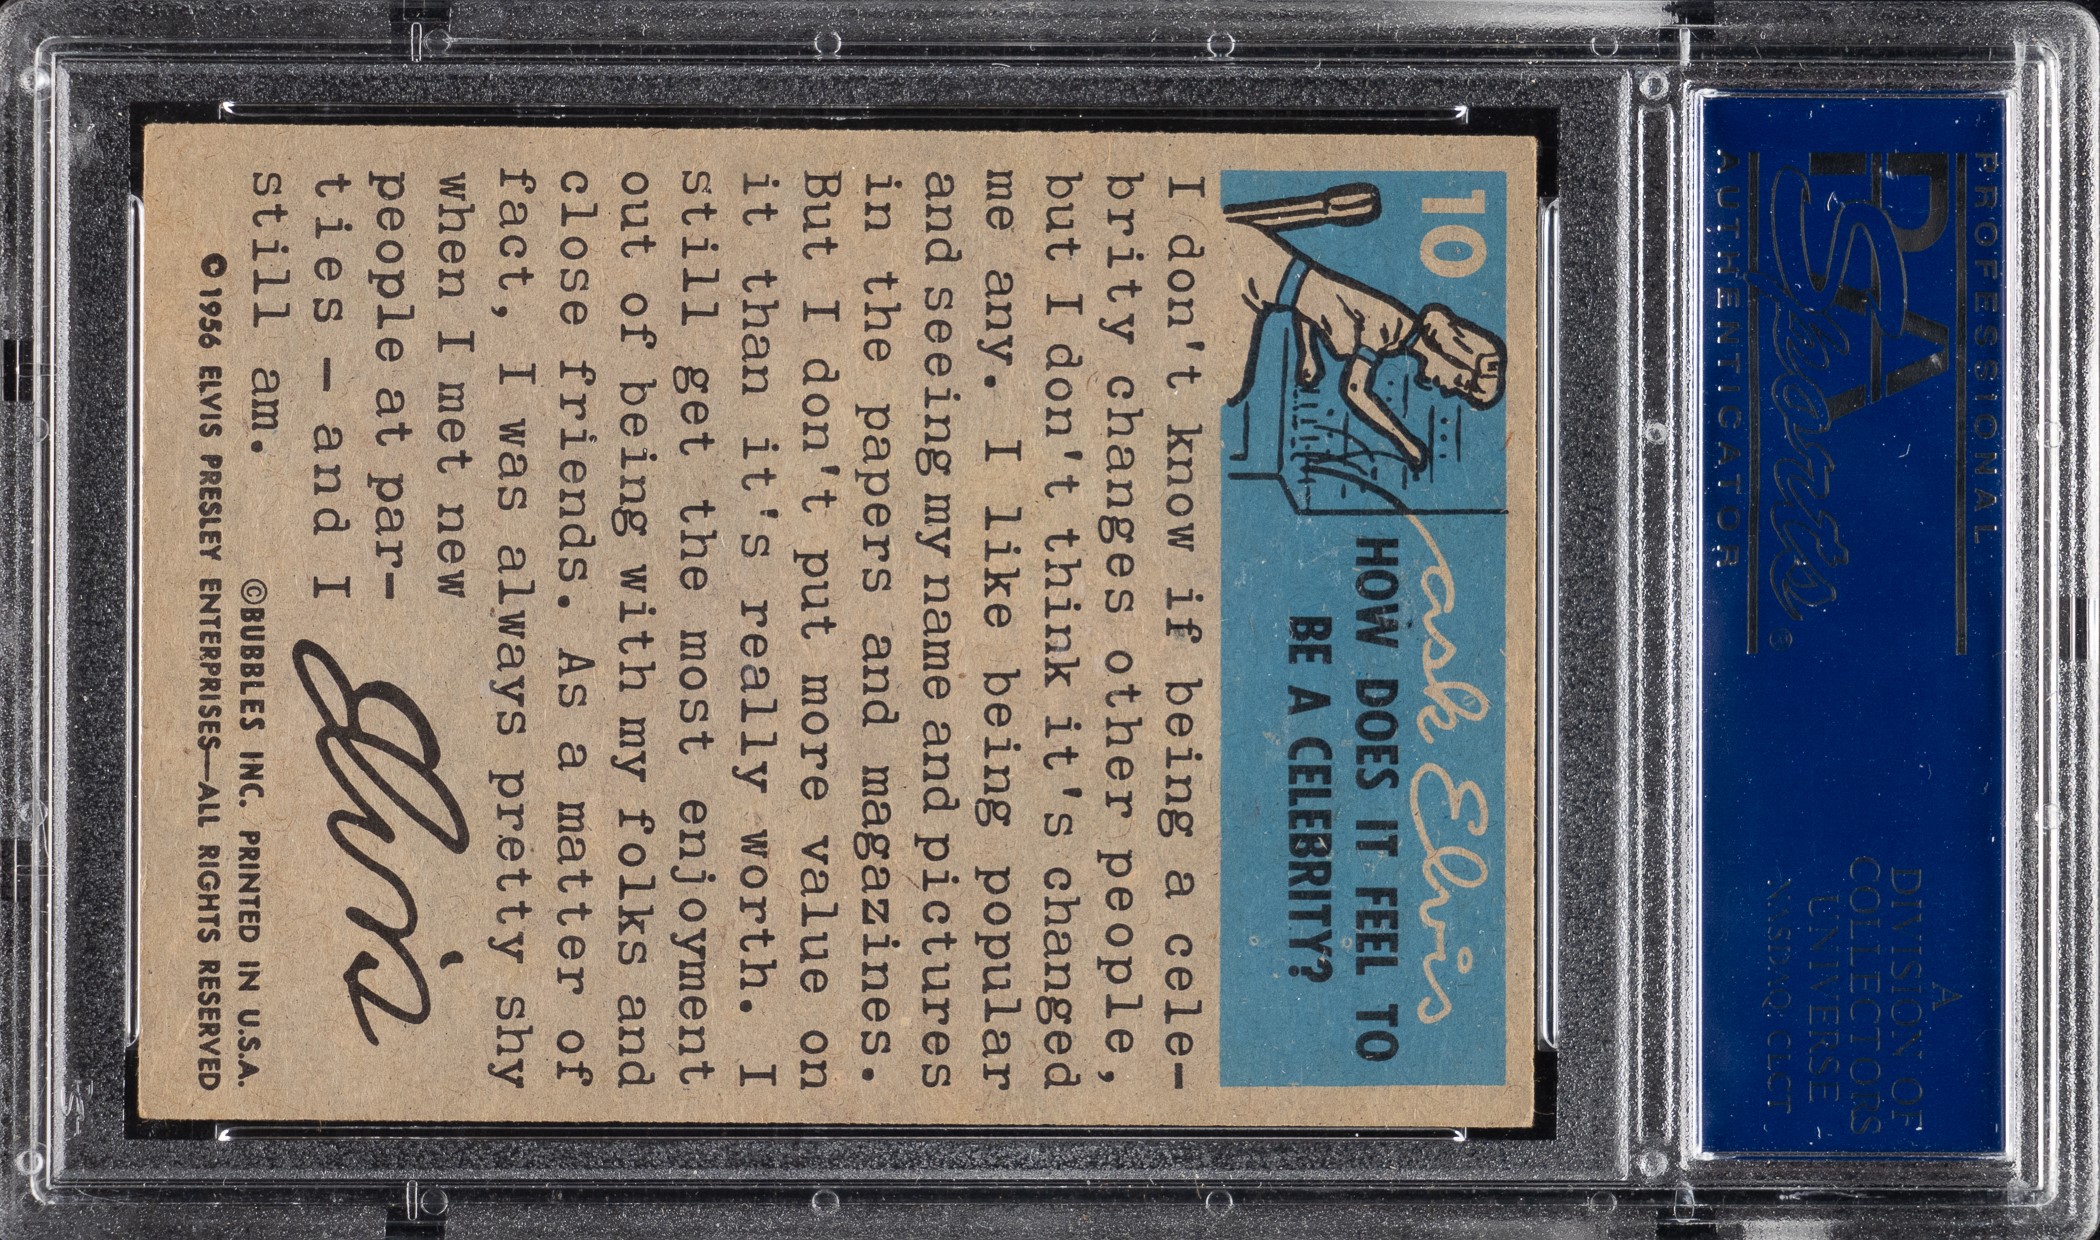 PROFESSIONAL
PSA
Sports
AUTHENTICATOR
®
A
DIVISION OF
COLLECTORS
UNIVERSE
NASDAQ CLCT
10
ask Elvis
HOW DOES IT FEEL TO
BE A CELEBRITY?
I don't know if being a cele-
brity changes other people,
but I don't think it's changed
me any. I like being popular
and seeing my name and pictures
in the papers and magazines.
But I don't put more value on
it than it's really worth. I
still get the most enjoyment
out of being with my folks and
close friends. As a matter of
fact, I was always pretty shy
when I met new
people at par-
ties — and I
still am.
Elvis
©BUBBLES INC. PRINTED IN U.S.A.
© 1956 ELVIS PRESLEY ENTERPRISES—ALL RIGHTS RESERVED